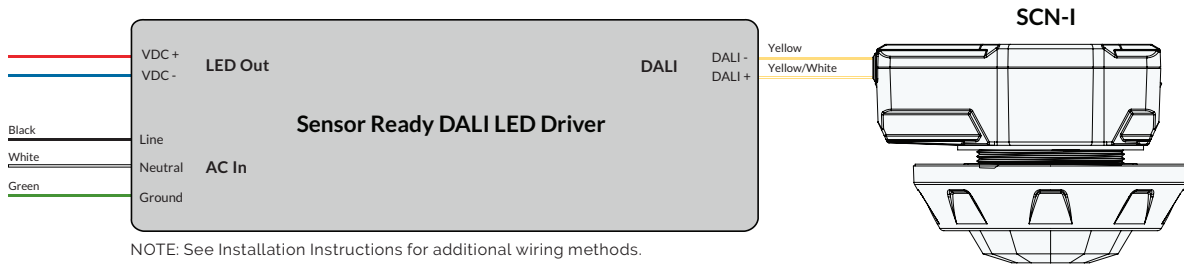 SCN-I
VDC +
LED Out
VDC -
DALI
DALI -
Yellow
DALI +
Yellow/White
Sensor Ready DALI LED Driver
Black
Line
White
Neutral
AC In
Green
Ground
NOTE: See Installation Instructions for additional wiring methods.